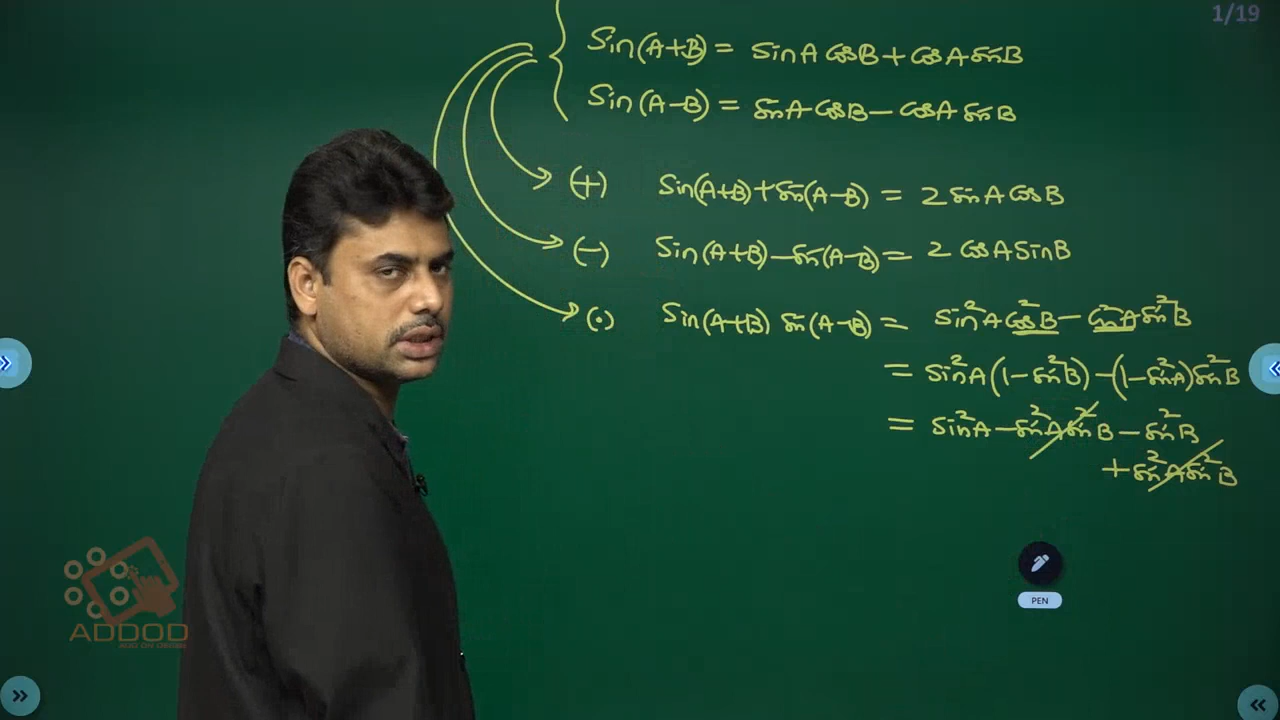 1/19
Sin(A+B) = sinA cosB + cosA sinB
Sin(A-B) = sinA cosB - cosA sinB
(+) Sin(A+B)+sin(A-B) = 2 sinA cosB
(-) Sin(A+B)-sin(A-B) = 2 cosA sinB
(.) Sin(A+B) sin(A-B) = sin²A cos²B - cos²A sin²B
= sin²A(1-sin²B) - (1-sin²A)sin²B
= sin²A - sin²A sin²B - sin²B
+ sin²A sin²B
PEN
ADDOD